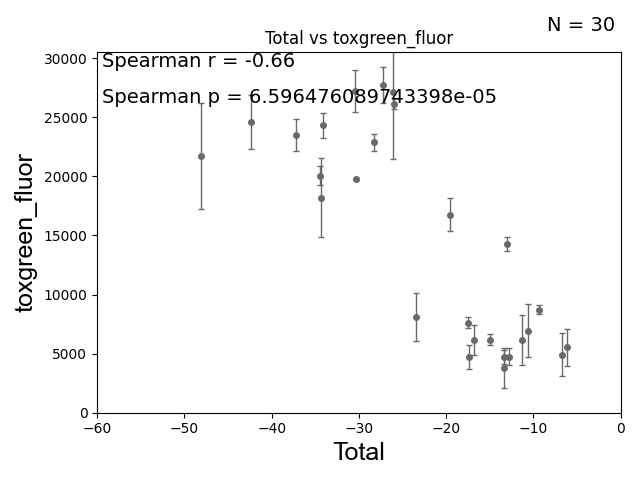 N = 30
Total vs toxgreen_fluor
Spearman r = -0.66
Spearman p = 6.596476089743398e-05
30000
25000
20000
15000
10000
5000
0
toxgreen_fluor
−60 −50 −40 −30 −20 −10 0
Total